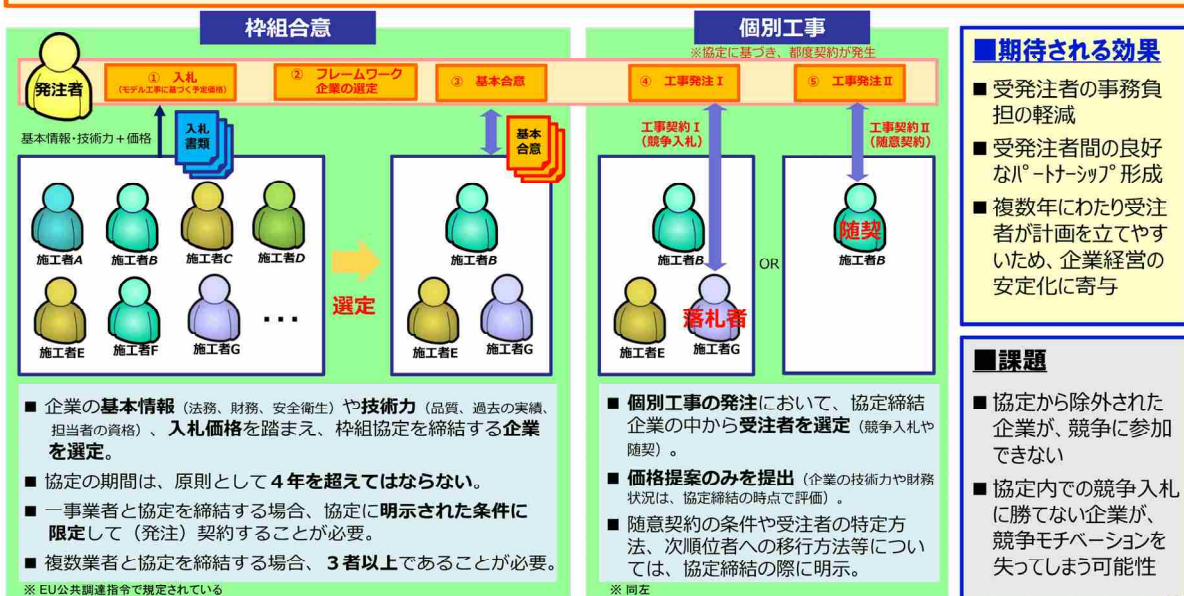 枠組合意
発注者
① 入札
(モデル工事に基づく予定価格)
② フレームワーク
企業の選定
③ 基本合意
基本情報・技術力＋価格
入札
書類
基本
合意
施工者A
施工者B
施工者C
施工者D
施工者E
施工者F
施工者G
...
選定
施工者B
施工者E
施工者G
■ 企業の基本情報（法務、財務、安全衛生）や技術力（品質、過去の実績、
担当者の資格）、入札価格を踏まえ、枠組協定を締結する企業
を選定。
■ 協定の期間は、原則として４年を超えてはならない。
■ 一事業者と協定を締結する場合、協定に明示された条件に
限定して（発注）契約することが必要。
■ 複数業者と協定を締結する場合、３者以上であることが必要。
※ EU公共調達指令で規定されている
個別工事
※協定に基づき、都度契約が発生
④ 工事発注Ⅰ
⑤ 工事発注Ⅱ
工事契約Ⅰ
(競争入札)
工事契約Ⅱ
(随意契約)
施工者B
施工者E
落札者
施工者G
OR
随契
施工者B
■ 個別工事の発注において、協定締結
企業の中から受注者を選定（競争入札や
随契）。
■ 価格提案のみを提出（企業の技術力や財務
状況は、協定締結の時点で評価）。
■ 随意契約の条件や受注者の特定方
法、次順位者への移行方法等につい
ては、協定締結の際に明示。
※ 同左
■期待される効果
■ 受発注者の事務負
担の軽減
■ 受発注者間の良好
なﾊﾟｰﾄﾅｰｼｯﾌﾟ形成
■ 複数年にわたり受注
者が計画を立てやす
いため、企業経営の
安定化に寄与
■課題
■ 協定から除外された
企業が、競争に参加
できない
■ 協定内での競争入札
に勝てない企業が、
競争モチベーションを
失ってしまう可能性